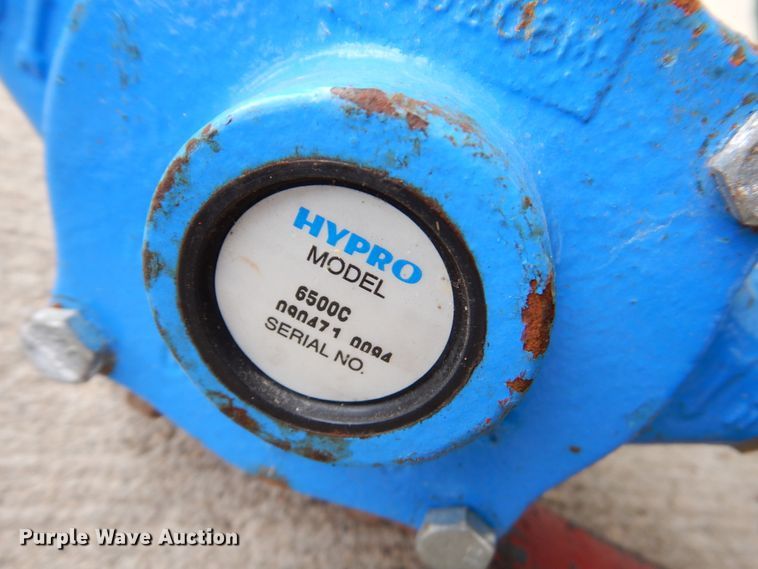 HYPRO
MODEL
6500C
090471 0094
SERIAL NO.
Purple Wave Auction